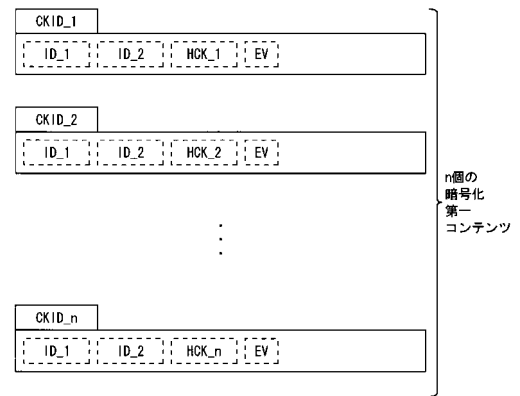 CKID_1
ID_1 ID_2 HCK_1 EV
CKID_2
ID_1 ID_2 HCK_2 EV
n個の
暗号化
第一
コンテンツ
CKID_n
ID_1 ID_2 HCK_n EV